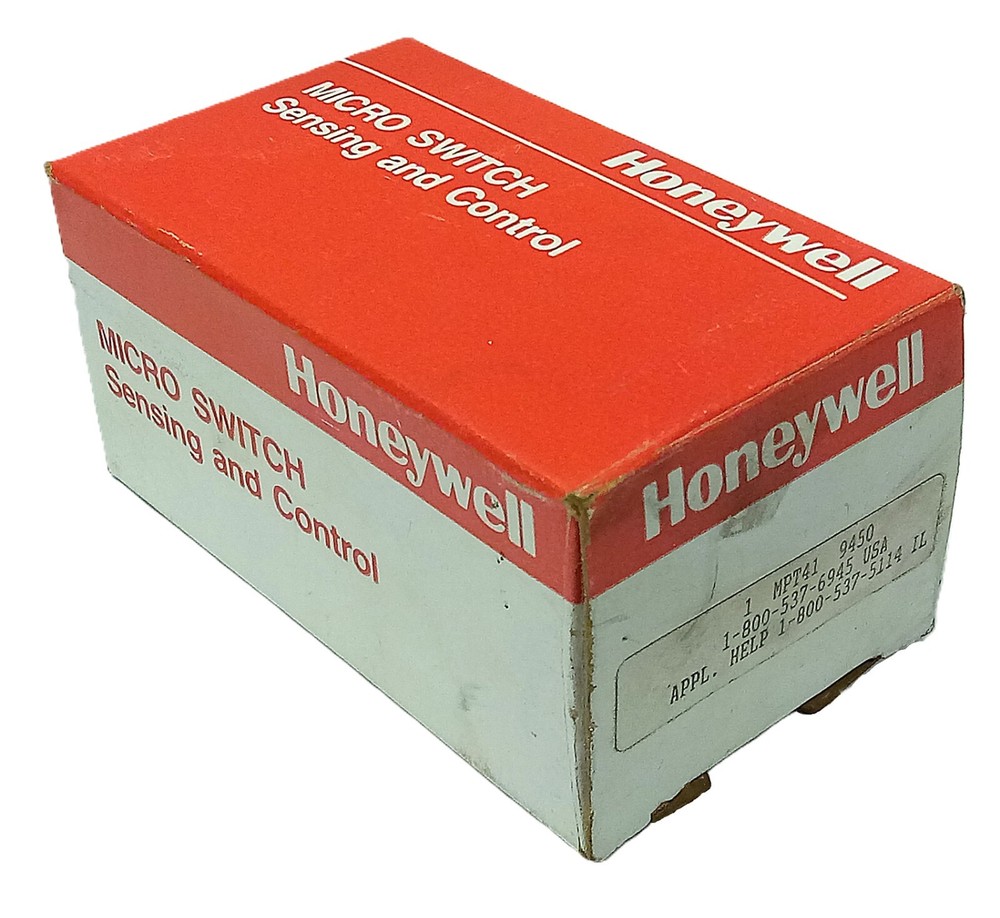 MICRO SWITCH
Sensing and Control
Honeywell
Honeywell
MICRO SWITCH
Sensing and Control
Honeywell
1 MPT41 9450
1-800-537-6945 USA
APPL. HELP 1-800-537-5114 IL